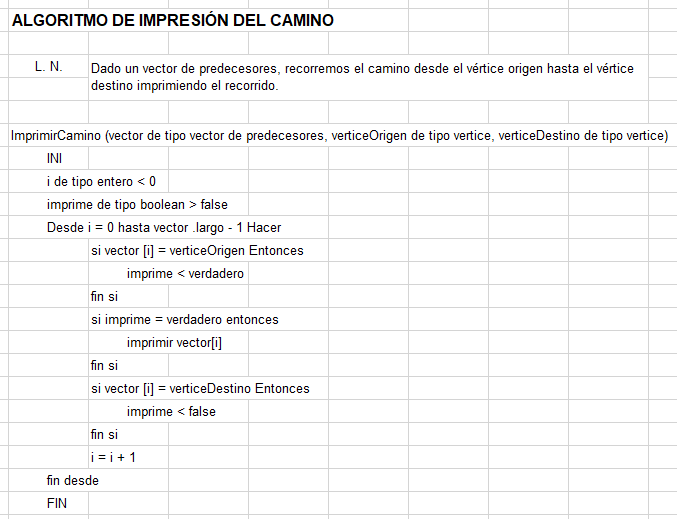 ALGORITMO DE IMPRESIÓN DEL CAMINO
L. N.
Dado un vector de predecesores, recorremos el camino desde el vértice origen hasta el vértice
destino imprimiendo el recorrido.
ImprimirCamino (vector de tipo vector de predecesores, verticeOrigen de tipo vertice, verticeDestino de tipo vertice)
INI
i de tipo entero < 0
imprime de tipo boolean > false
Desde i = 0 hasta vector .largo - 1 Hacer
si vector [i] = verticeOrigen Entonces
imprime < verdadero
fin si
si imprime = verdadero entonces
imprimir vector[i]
fin si
si vector [i] = verticeDestino Entonces
imprime < false
fin si
i = i + 1
fin desde
FIN